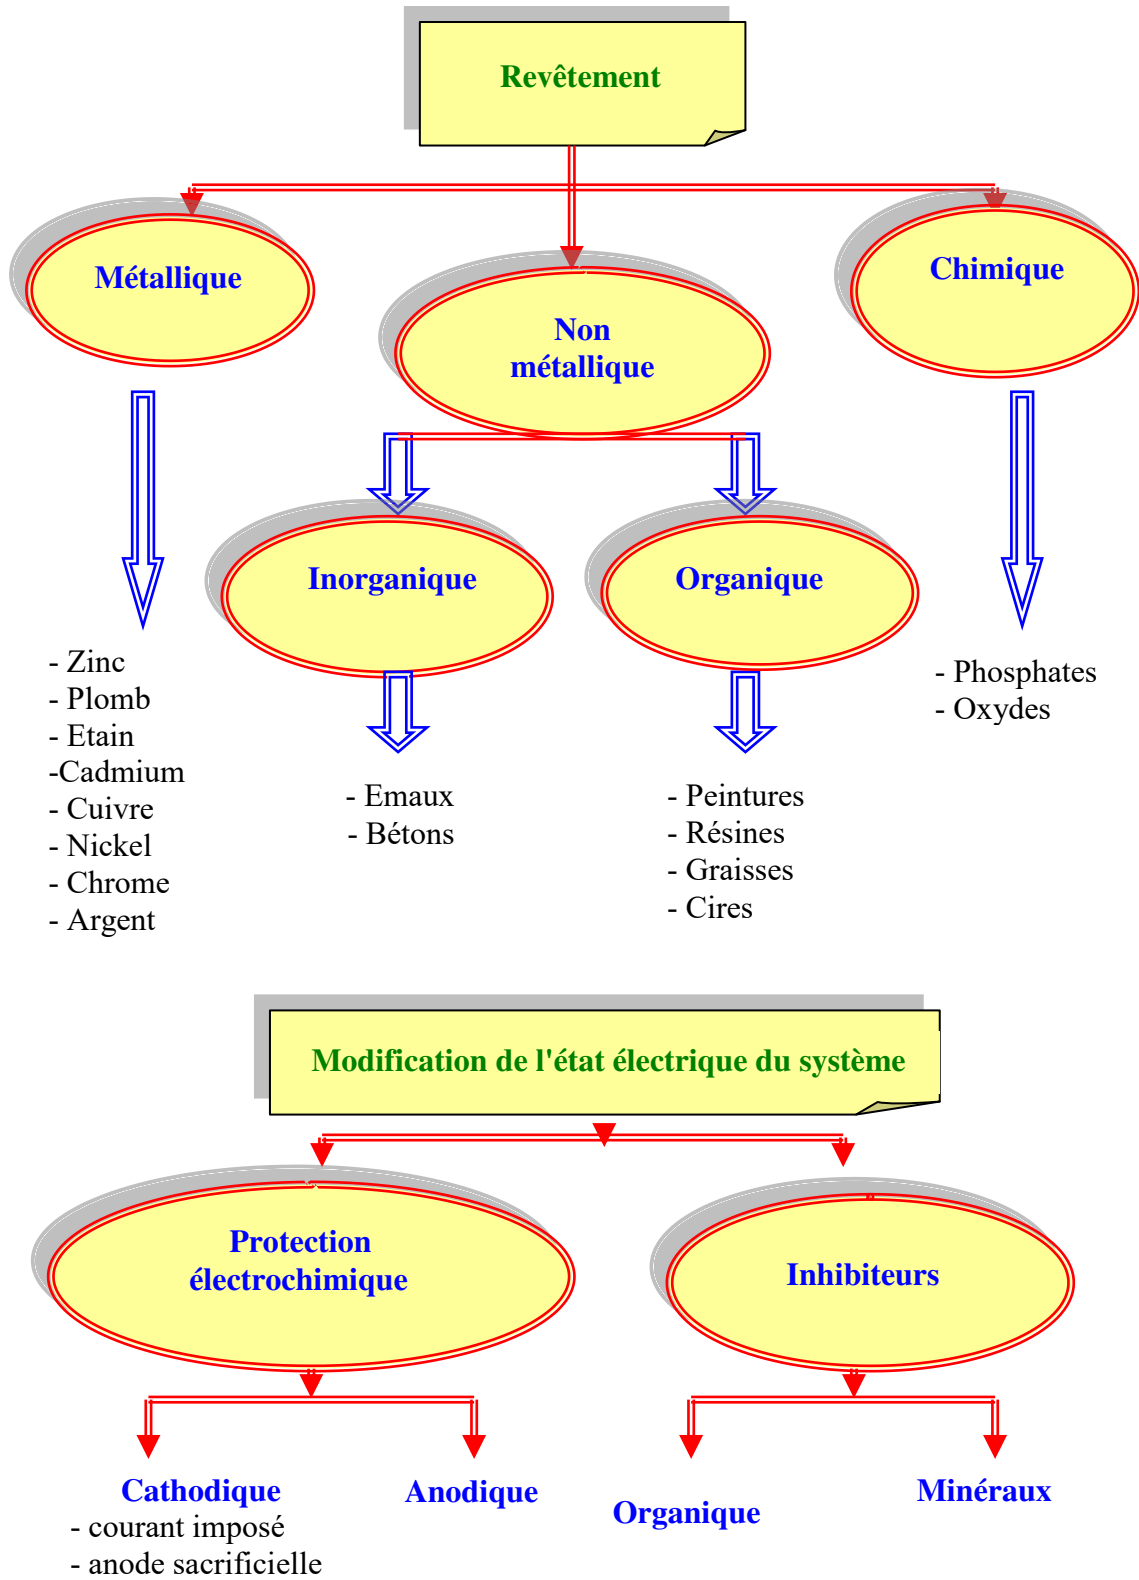 Revêtement
Métallique
Non
métallique
Chimique
Inorganique
Organique
- Zinc
- Plomb
- Etain
-Cadmium
- Cuivre
- Nickel
- Chrome
- Argent
- Emaux
- Bétons
- Peintures
- Résines
- Graisses
- Cires
- Phosphates
- Oxydes
Modification de l'état électrique du système
Protection
électrochimique
Inhibiteurs
Cathodique
- courant imposé
- anode sacrificielle
Anodique
Organique
Minéraux